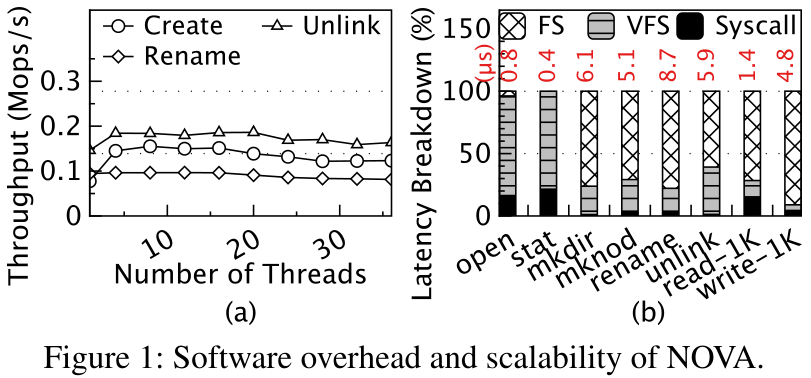 Create
Unlink
Rename
Throughput (Mops/s)
0.3
0.2
0.1
0
10
20
30
Number of Threads
(a)
FS
VFS
Syscall
Latency Breakdown (%)
150
100
50
0
(μs)
0.8
0.4
6.1
5.1
8.7
5.9
1.4
4.8
open
stat
mkdir
mknod
rename
unlink
read-1K
write-1K
(b)
Figure 1: Software overhead and scalability of NOVA.